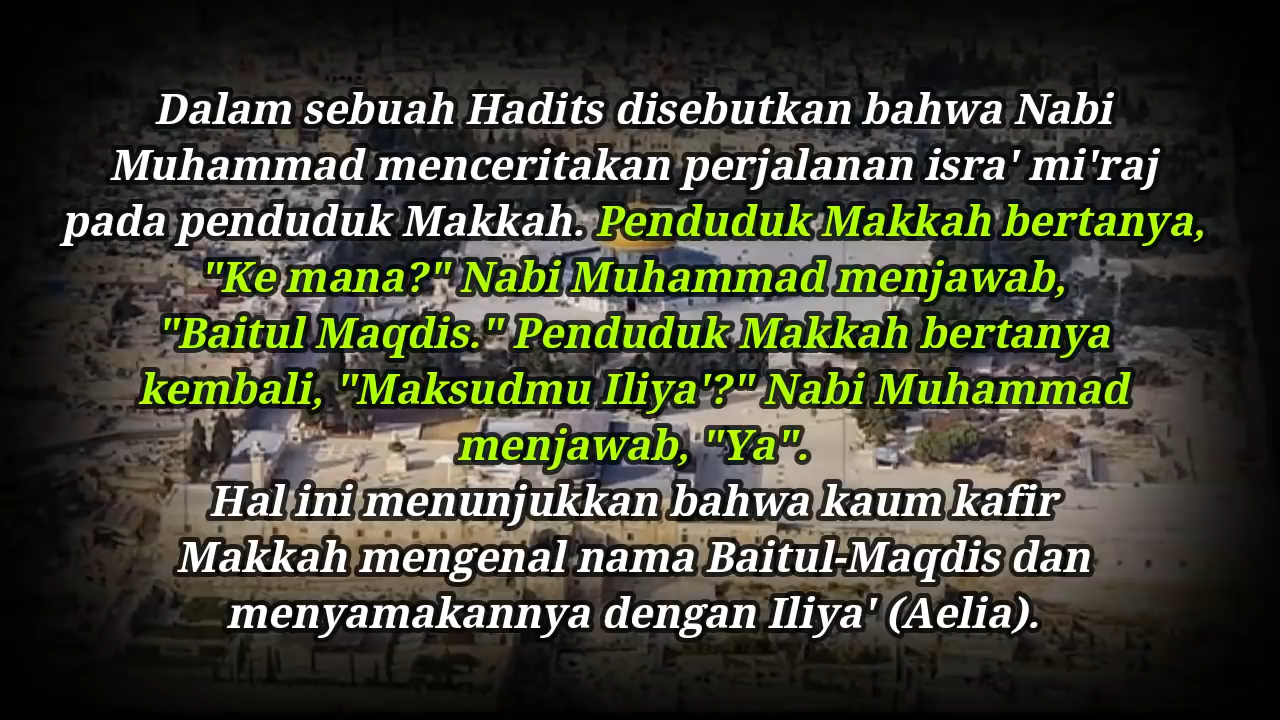 Dalam sebuah Hadits disebutkan bahwa Nabi
Muhammad menceritakan perjalanan isra' mi'raj
pada penduduk Makkah. Penduduk Makkah bertanya,
"Ke mana?" Nabi Muhammad menjawab,
"Baitul Maqdis." Penduduk Makkah bertanya
kembali, "Maksudmu Iliya'?" Nabi Muhammad
menjawab, "Ya".
Hal ini menunjukkan bahwa kaum kafir
Makkah mengenal nama Baitul-Maqdis dan
menyamakannya dengan Iliya' (Aelia).